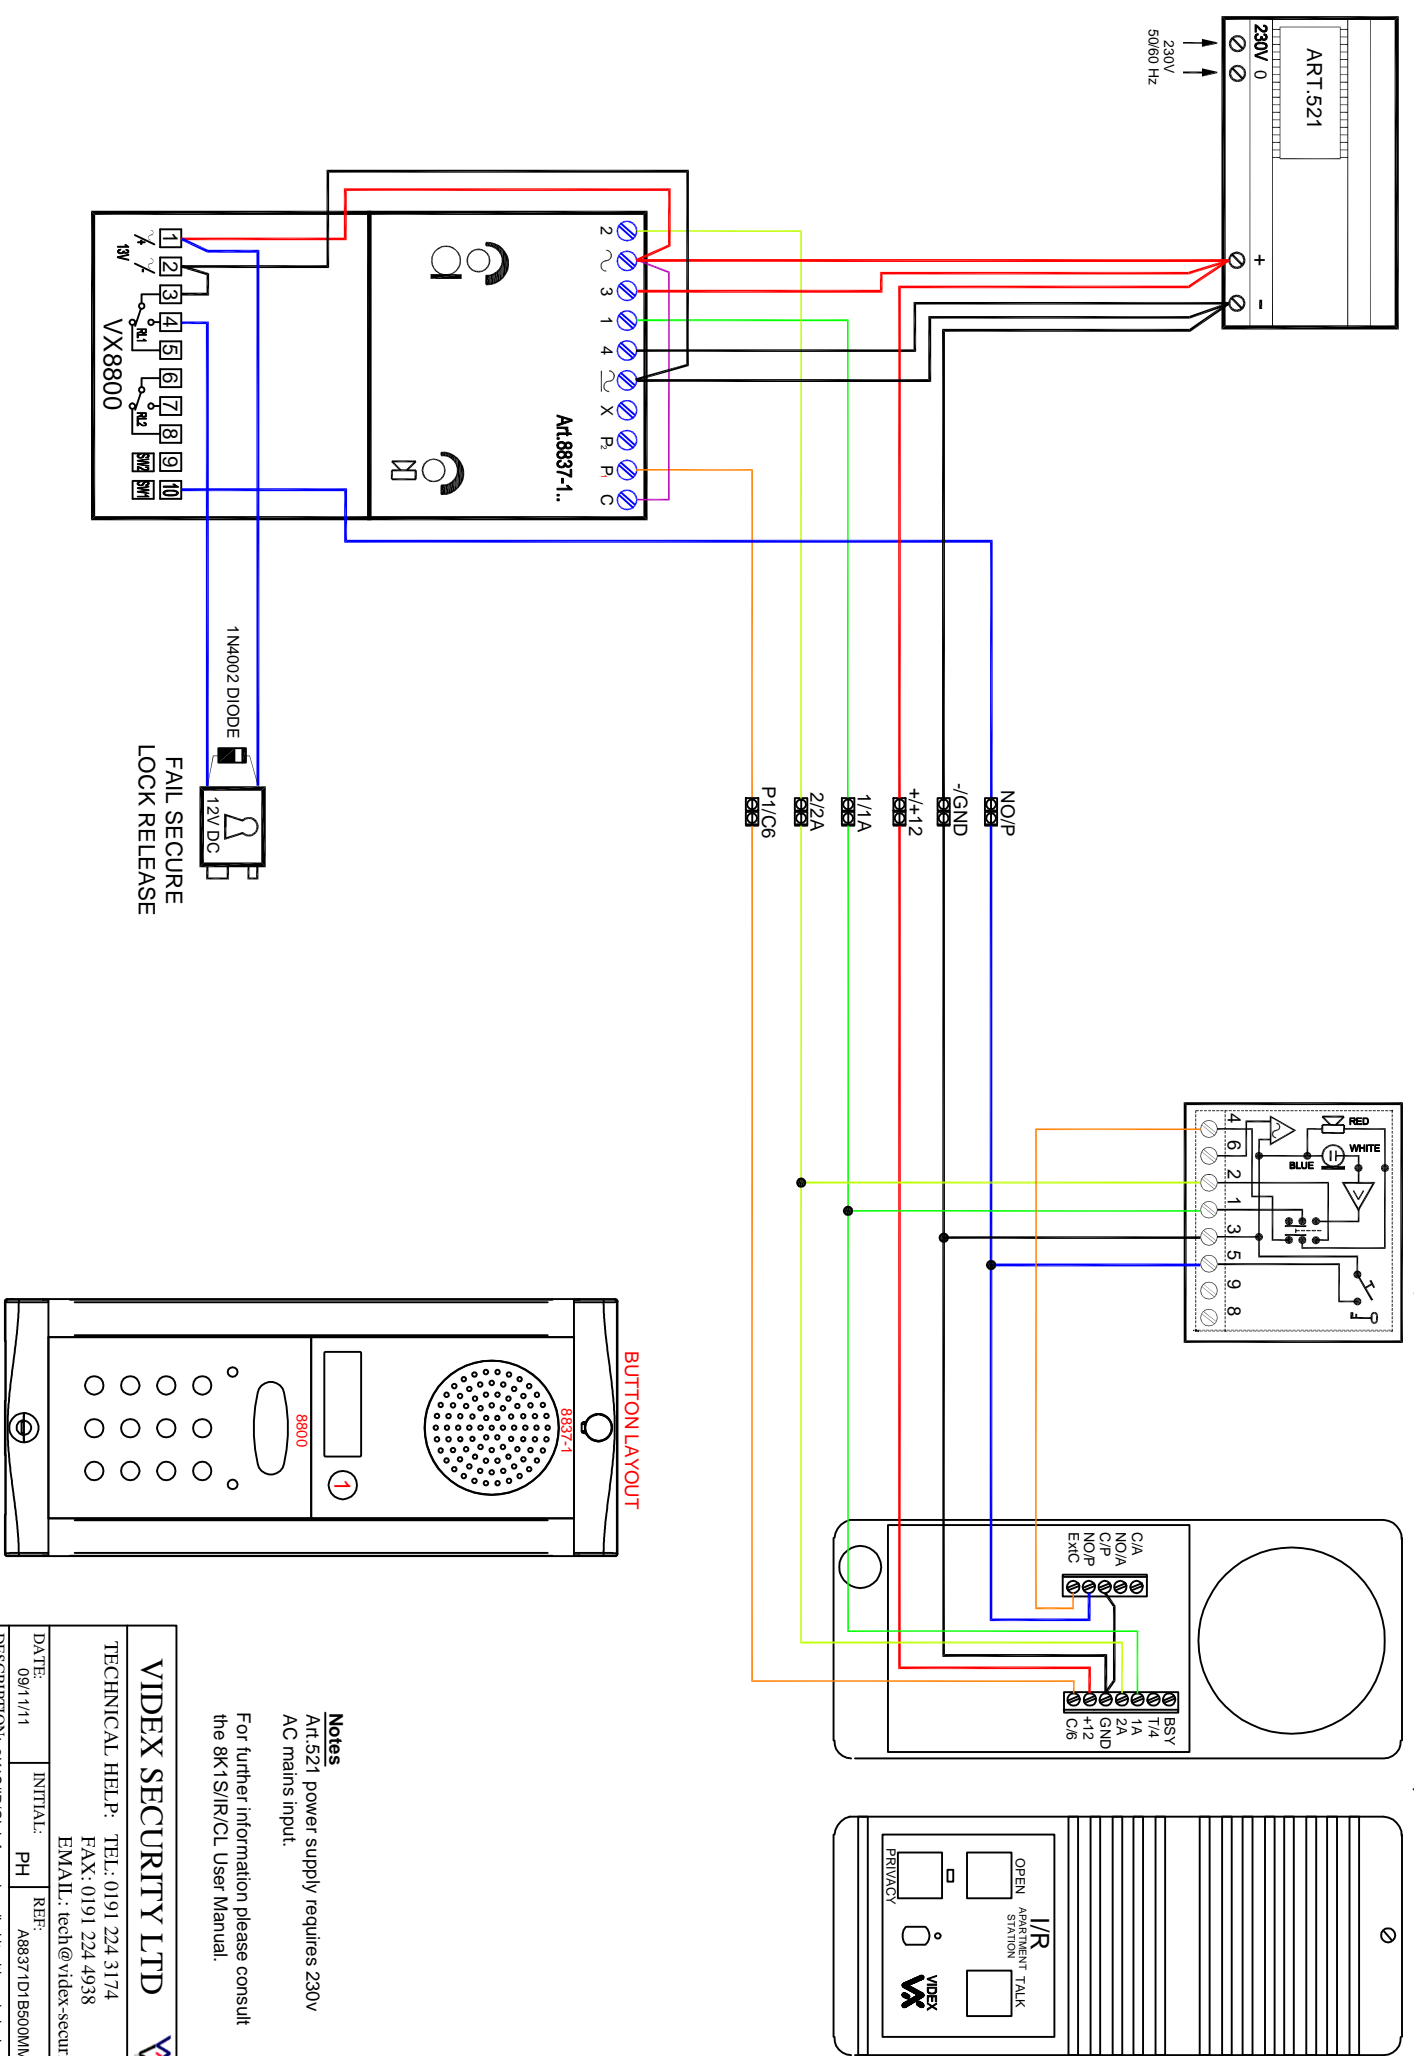 ART.521
230V 0
+ -
230V
50/60 Hz
2
3
1
4
X
P2
P1
C
Art.8837-1..
1 2 3 4 5 6 7 8 9 10
+ -
13V
RL1
RL2
SW2
SW1
VX8800
1N4002 DIODE
12V DC
FAIL SECURE
LOCK RELEASE
NO/P
-/GND
+/+12
1/1A
2/2A
P1/C6
RED
WHITE
BLUE
4 6 2 1 3 5 9 8
C/A
NO/A
C/P
NO/P
ExtC
BSY
T/4
1A
2A
GND
+12
C/6
I/R
APARTMENT
STATION
OPEN
TALK
PRIVACY
VIDEX
BUTTON LAYOUT
8837-1
1
8800
Notes
Art.521 power supply requires 230v
AC mains input.
For further information please consult
the 8K1S/IR/CL User Manual.
VIDEX SECURITY LTD
TECHNICAL HELP: TEL: 0191 224 3174
FAX: 0191 224 4938
EMAIL: tech@videx-secur
DATE: 09/11/11
INITIAL: PH
REF: A88371D1B500MM